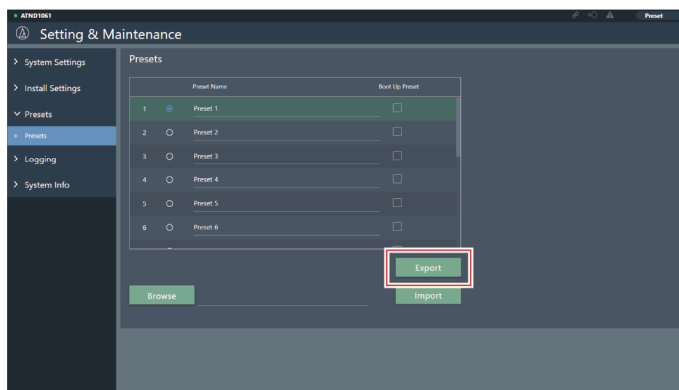 ATND1061
Preset
Setting & Maintenance
System Settings
Install Settings
Presets
Presets
Logging
System Info
Presets
Preset Name Boot Up Preset
1 Preset 1
2 Preset 2
3 Preset 3
4 Preset 4
5 Preset 5
6 Preset 6
Export
Browse Import